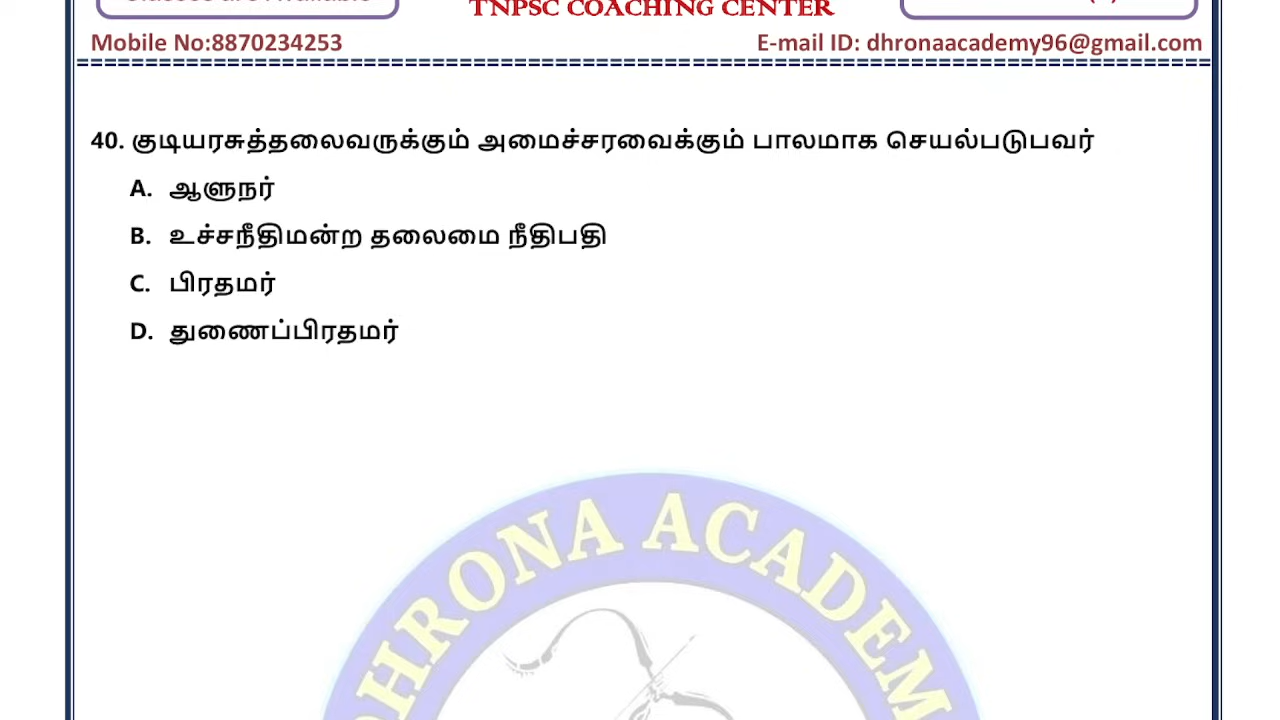 TNPSC COACHING CENTER
Mobile No:8870234253 E-mail ID: dhronaacademy96@gmail.com
40. குடியரசுத்தலைவருக்கும் அமைச்சரவைக்கும் பாலமாக செயல்படுபவர்
A. ஆளுநர்
B. உச்சநீதிமன்ற தலைமை நீதிபதி
C. பிரதமர்
D. துணைப்பிரதமர்
DHRONA ACADEM